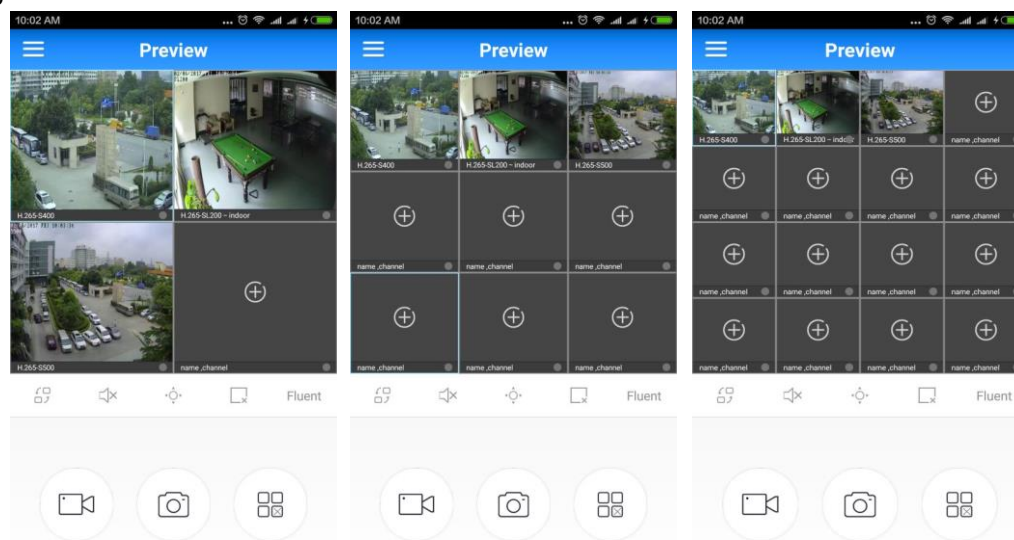 10:02 AM
Preview
H.265-S400
H.265-SL200 – indoor
H.265-S500
name ,channel
Fluent
10:02 AM
Preview
H.265-S400
H.265-SL200 – indoor
H.265-S500
name ,channel
name ,channel
name ,channel
name ,channel
name ,channel
name ,channel
Fluent
10:02 AM
Preview
H.265-S400
H.265-SL200 – indoor
H.265-S500
name ,channel
name ,channel
name ,channel
name ,channel
name ,channel
name ,channel
name ,channel
name ,channel
name ,channel
name ,channel
name ,channel
name ,channel
name ,channel
Fluent